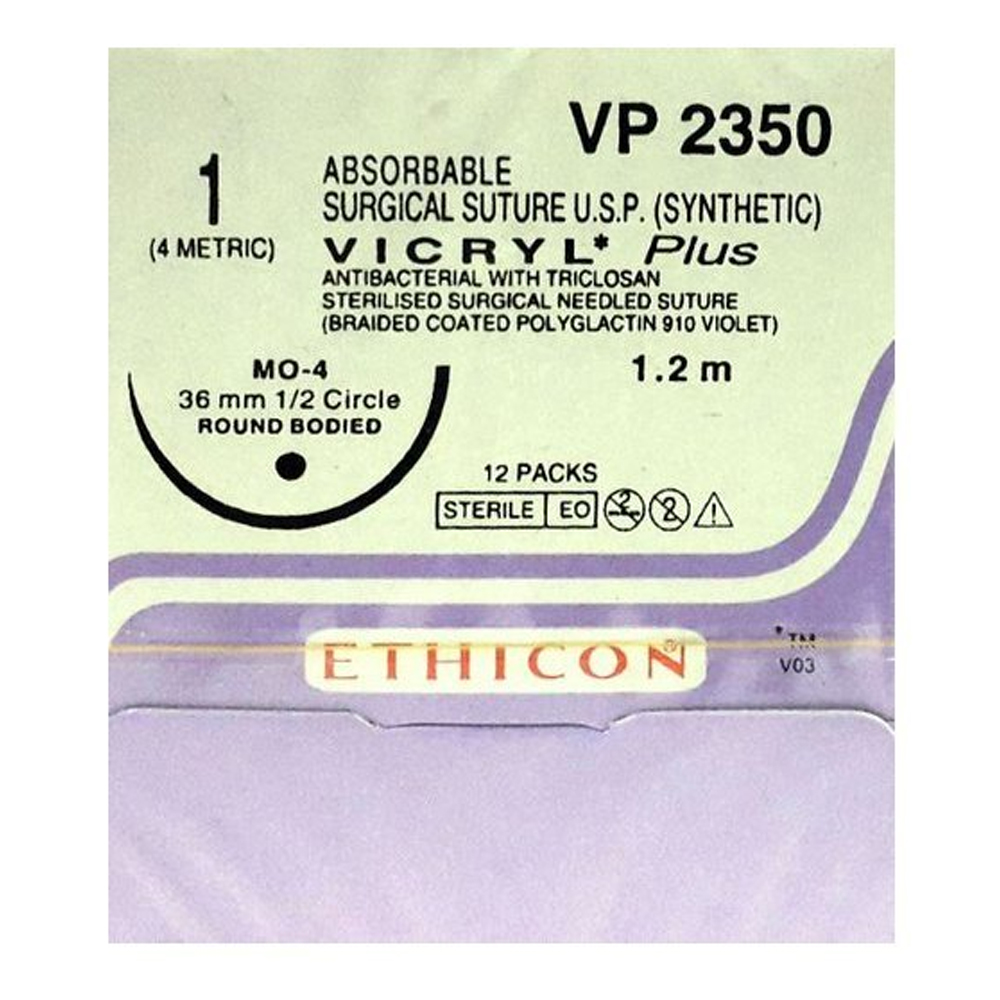 VP 2350
1
(4 METRIC)
ABSORBABLE
SURGICAL SUTURE U.S.P. (SYNTHETIC)
VICRYL* Plus
ANTIBACTERIAL WITH TRICLOSAN
STERILISED SURGICAL NEEDLED SUTURE
(BRAIDED COATED POLYGLACTIN 910 VIOLET)
1.2 m
MO-4
36 mm 1/2 Circle
ROUND BODIED
12 PACKS
STERILE EO
2
ETHICON®
*TM
V03